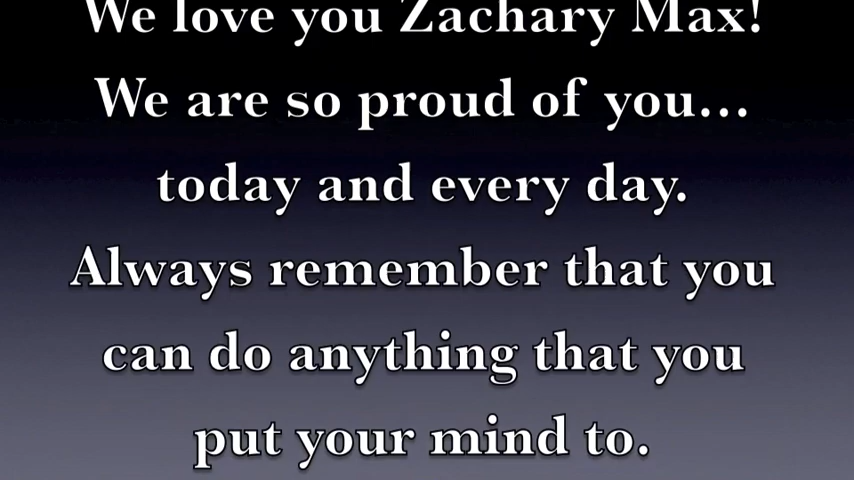 We love you Zachary Max!
We are so proud of you...
today and every day.
Always remember that you
can do anything that you
put your mind to.